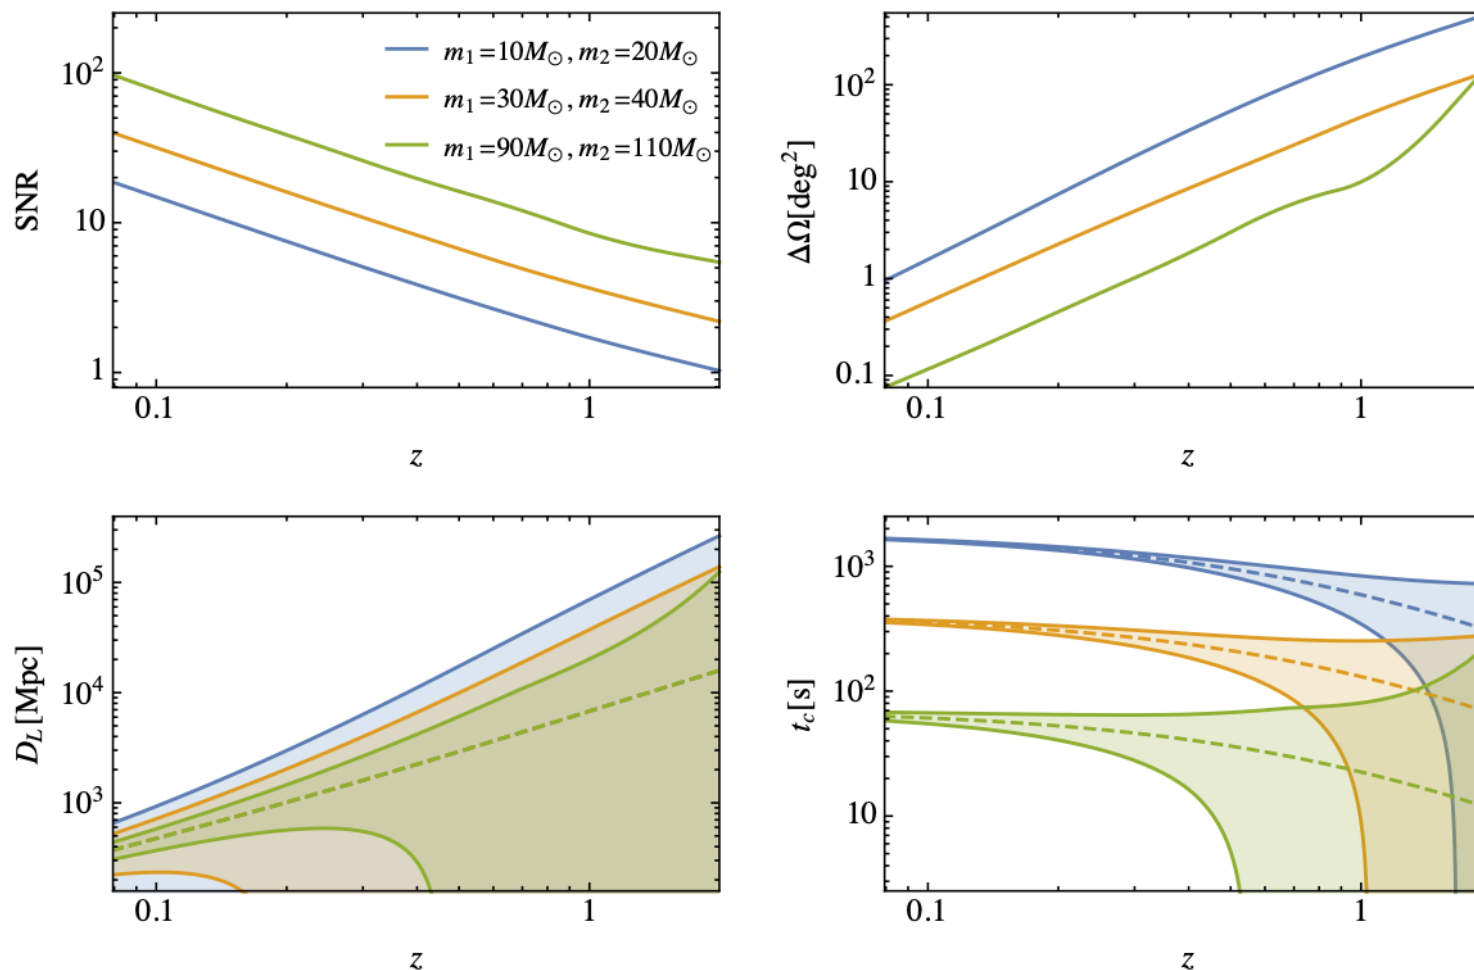 SNR
10²
10
1
0.1
1
z
m₁=10M⊙, m₂=20M⊙
m₁=30M⊙, m₂=40M⊙
m₁=90M⊙, m₂=110M⊙
ΔΩ[deg²]
10²
10
1
0.1
0.1
1
z
D_L[Mpc]
10⁵
10⁴
10³
0.1
1
z
t_c[s]
10³
10²
10
0.1
1
z